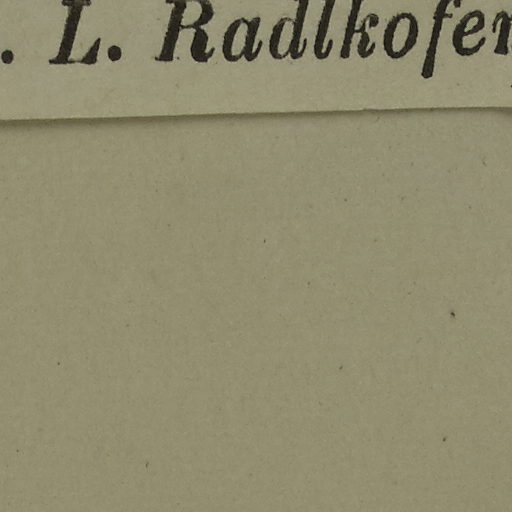 . L. Radlkofer